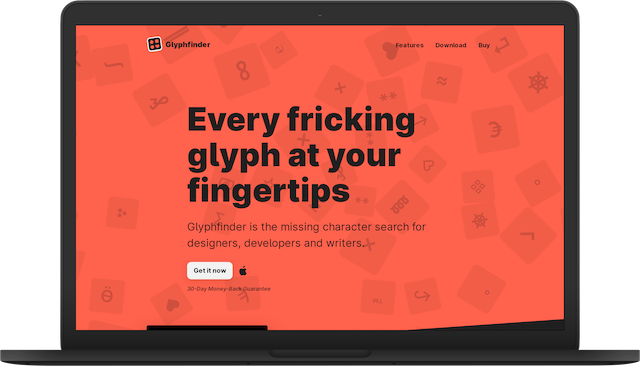 Glyphfinder
Features Download Buy
Every fricking
glyph at your
fingertips
Glyphfinder is the missing character search for
designers, developers and writers.
Get it now
30-Day Money-Back Guarantee